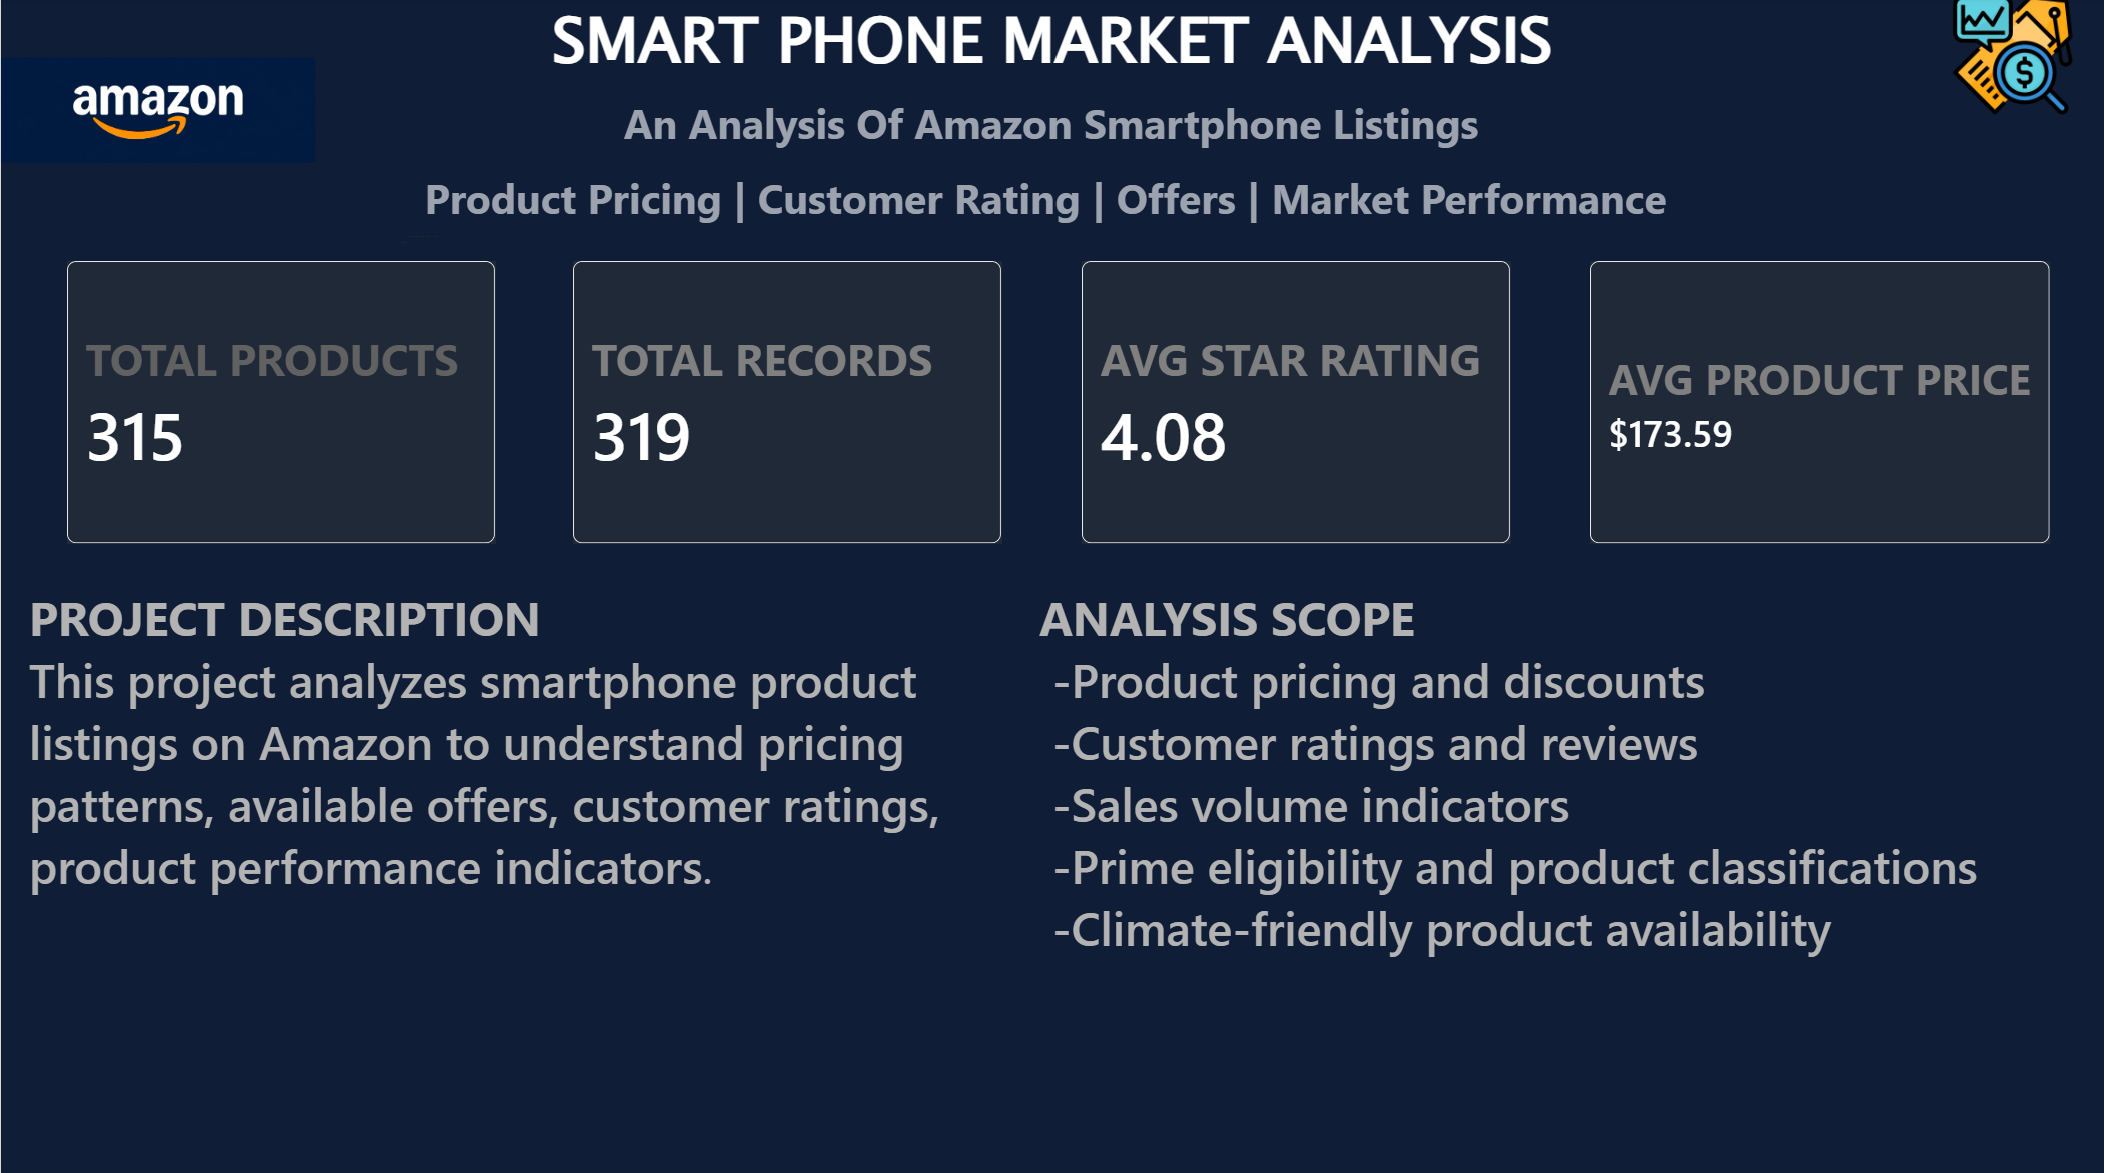 SMART PHONE MARKET ANALYSIS
amazon
An Analysis Of Amazon Smartphone Listings
Product Pricing | Customer Rating | Offers | Market Performance
TOTAL PRODUCTS
315
TOTAL RECORDS
319
AVG STAR RATING
4.08
AVG PRODUCT PRICE
$173.59
PROJECT DESCRIPTION
This project analyzes smartphone product
listings on Amazon to understand pricing
patterns, available offers, customer ratings,
product performance indicators.
ANALYSIS SCOPE
-Product pricing and discounts
-Customer ratings and reviews
-Sales volume indicators
-Prime eligibility and product classifications
-Climate-friendly product availability